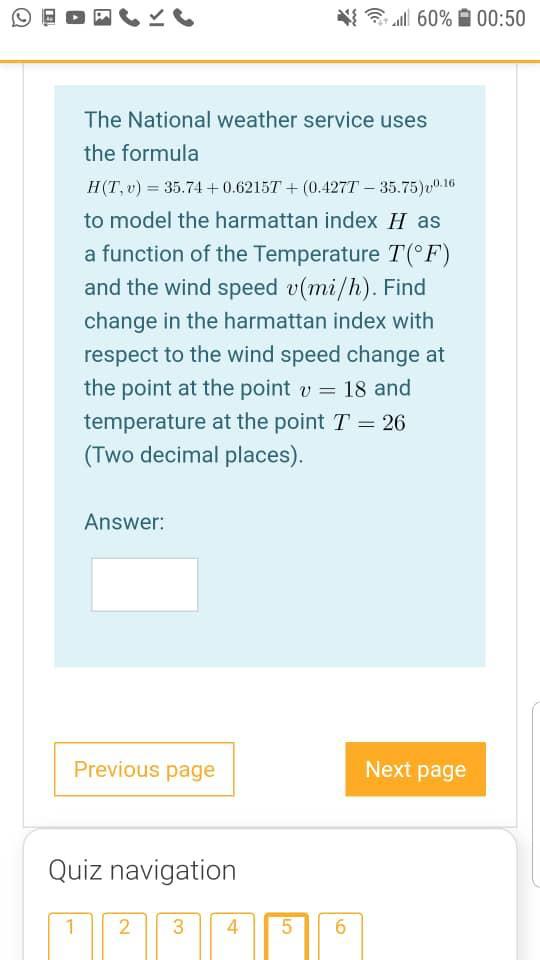 60% 00:50
The National weather service uses
the formula
H(T, v) = 35.74 + 0.6215T + (0.427T − 35.75)v^0.16
to model the harmattan index H as
a function of the Temperature T(°F)
and the wind speed v(mi/h). Find
change in the harmattan index with
respect to the wind speed change at
the point at the point v = 18 and
temperature at the point T = 26
(Two decimal places).
Answer:
Previous page Next page
Quiz navigation
1 2 3 4 5 6